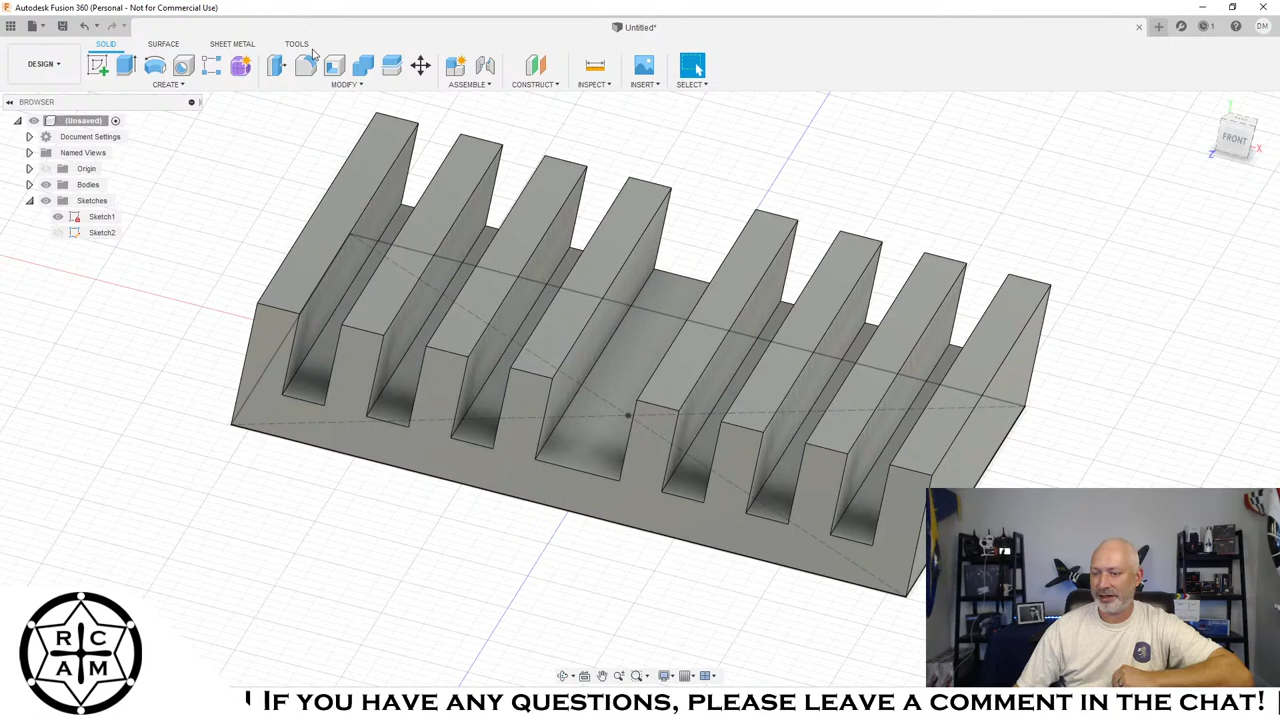 Autodesk Fusion 360 (Personal - Not for Commercial Use)
Untitled*
1
DM
SOLID SURFACE SHEET METAL TOOLS
DESIGN
CREATE MODIFY ASSEMBLE CONSTRUCT INSPECT INSERT SELECT
BROWSER
(Unsaved)
Document Settings
Named Views
Origin
Bodies
Sketches
Sketch1
Sketch2
Y
FRONT
Z
X
R C
A M
IF YOU HAVE ANY QUESTIONS, PLEASE LEAVE A COMMENT IN THE CHAT!